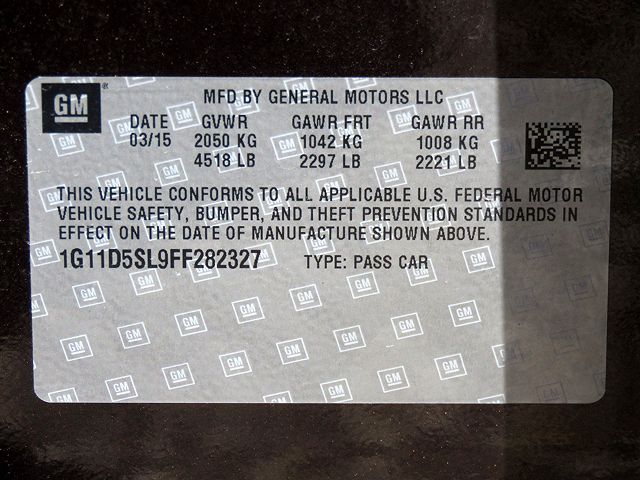 GM ® MFD BY GENERAL MOTORS LLC
DATE GVWR GAWR FRT GAWR RR
03/15 2050 KG 1042 KG 1008 KG
4518 LB 2297 LB 2221 LB
THIS VEHICLE CONFORMS TO ALL APPLICABLE U.S. FEDERAL MOTOR
VEHICLE SAFETY, BUMPER, AND THEFT PREVENTION STANDARDS IN
EFFECT ON THE DATE OF MANUFACTURE SHOWN ABOVE.
1G11D5SL9FF282327 TYPE: PASS CAR